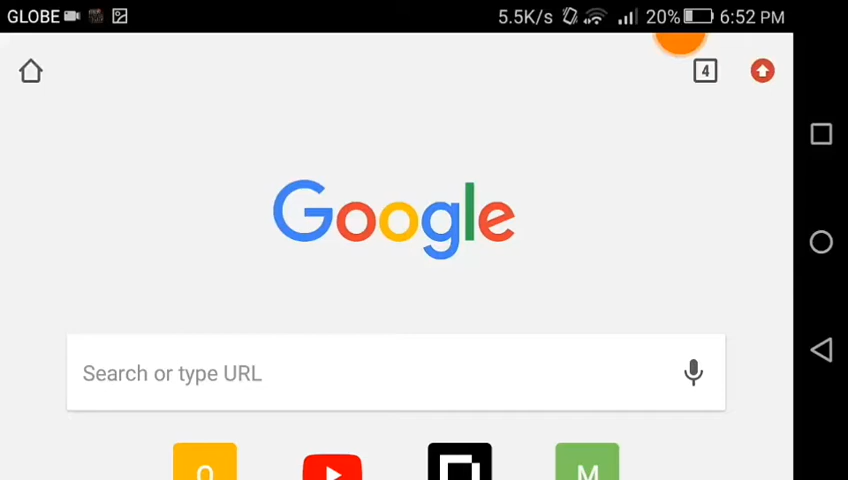 GLOBE 5.5K/s 20% 6:52 PM
4
Google
Search or type URL
M